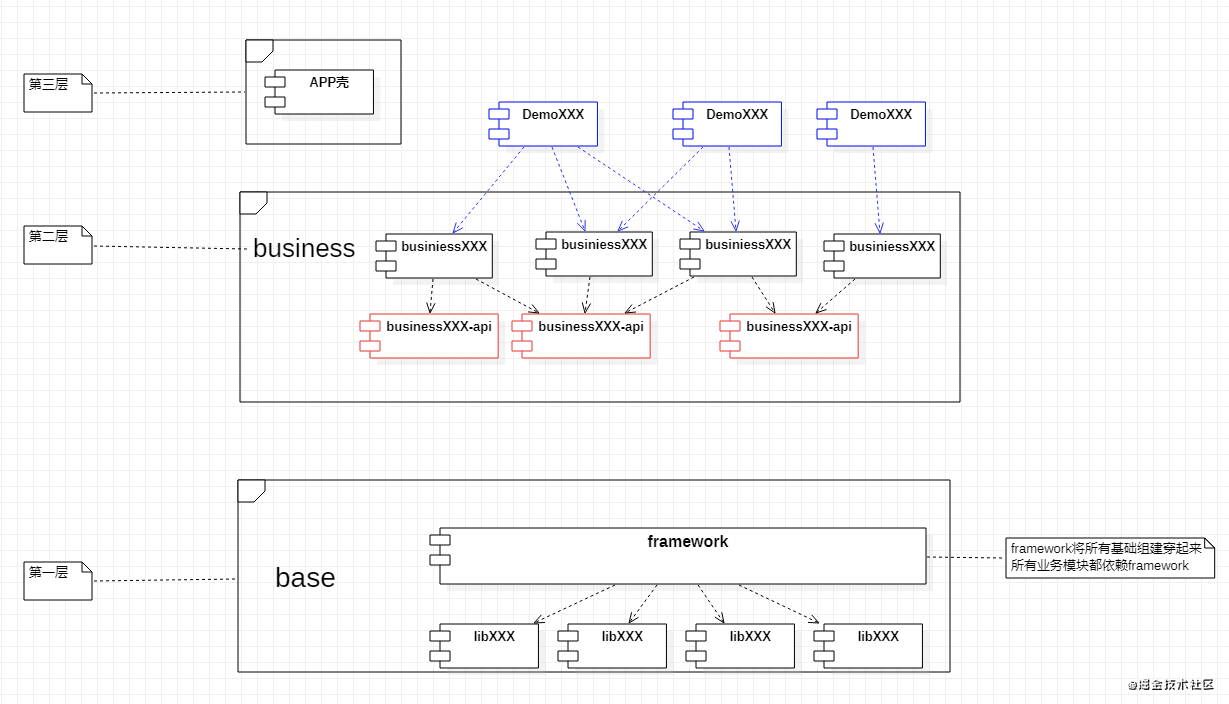 第三层
APP壳
DemoXXX
DemoXXX
DemoXXX
第二层
business
businiessXXX
businiessXXX
businiessXXX
businiessXXX
businessXXX-api
businessXXX-api
businessXXX-api
第一层
base
framework
framework将所有基础组建穿起来
所有业务模块都依赖framework
libXXX
libXXX
libXXX
libXXX
@掘金技术社区